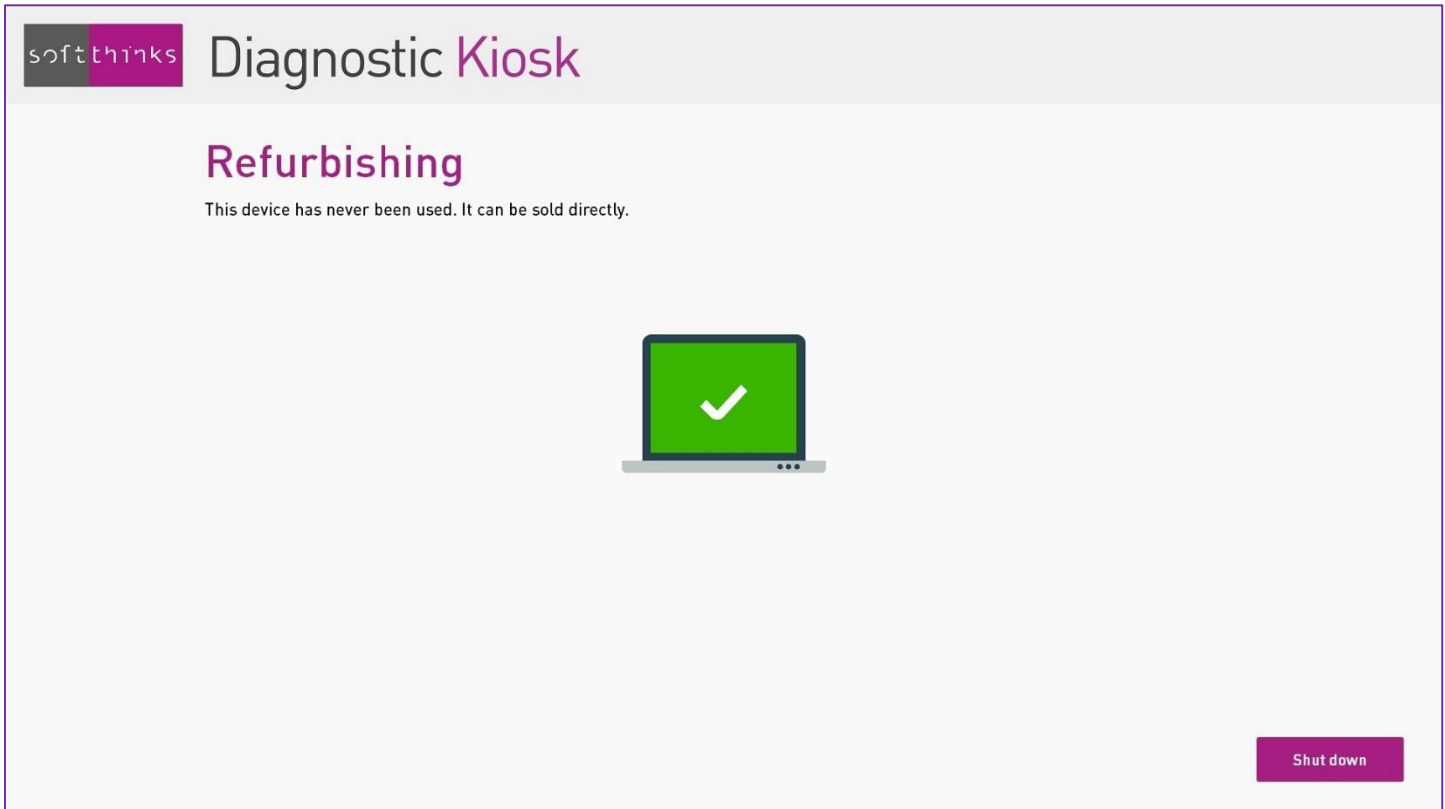 softthinks Diagnostic Kiosk
Refurbishing
This device has never been used. It can be sold directly.
Shut down